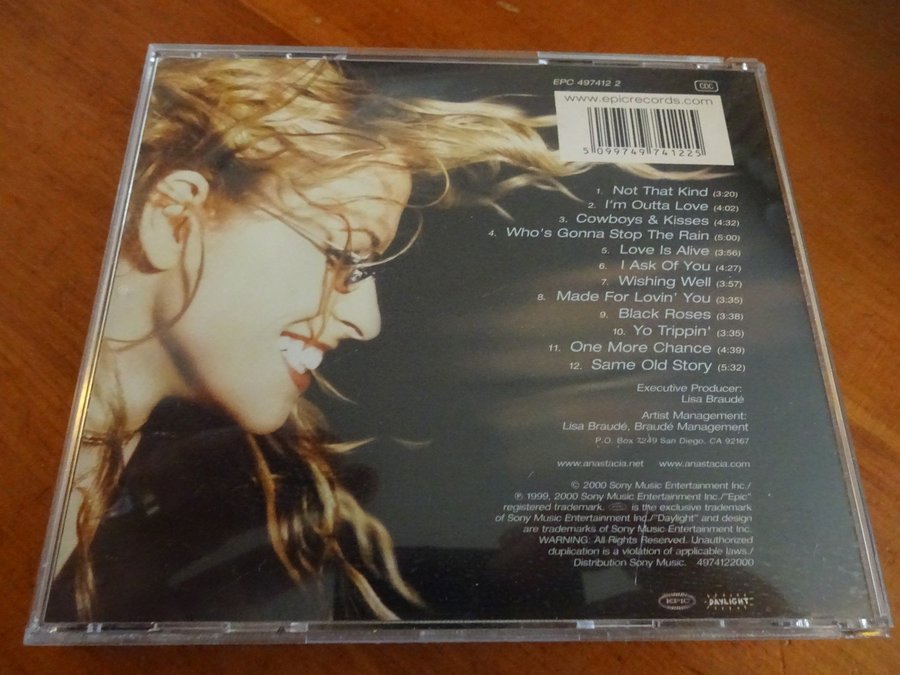 EPC 497412 2
CDC
www.epicrecords.com
5 099749 741225
1. Not That Kind (3:20)
2. I'm Outta Love (4:02)
3. Cowboys & Kisses (4:32)
4. Who's Gonna Stop The Rain (5:00)
5. Love Is Alive (3:56)
6. I Ask Of You (4:27)
7. Wishing Well (3:57)
8. Made For Lovin' You (3:35)
9. Black Roses (3:38)
10. Yo Trippin' (3:35)
11. One More Chance (4:39)
12. Same Old Story (5:32)
Executive Producer:
Lisa Braudé
Artist Management:
Lisa Braudé, Braudé Management
P.O. Box 7249 San Diego, CA 92167
www.anastacia.net www.anastacia.com
© 2000 Sony Music Entertainment Inc./
℗ 1999, 2000 Sony Music Entertainment Inc./"Epic"
registered trademark. is the exclusive trademark
of Sony Music Entertainment Inc./"Daylight" and design
are trademarks of Sony Music Entertainment Inc.
WARNING: All Rights Reserved. Unauthorized
duplication is a violation of applicable laws./
Distribution Sony Music. 4974122000
EPIC DAYLIGHT